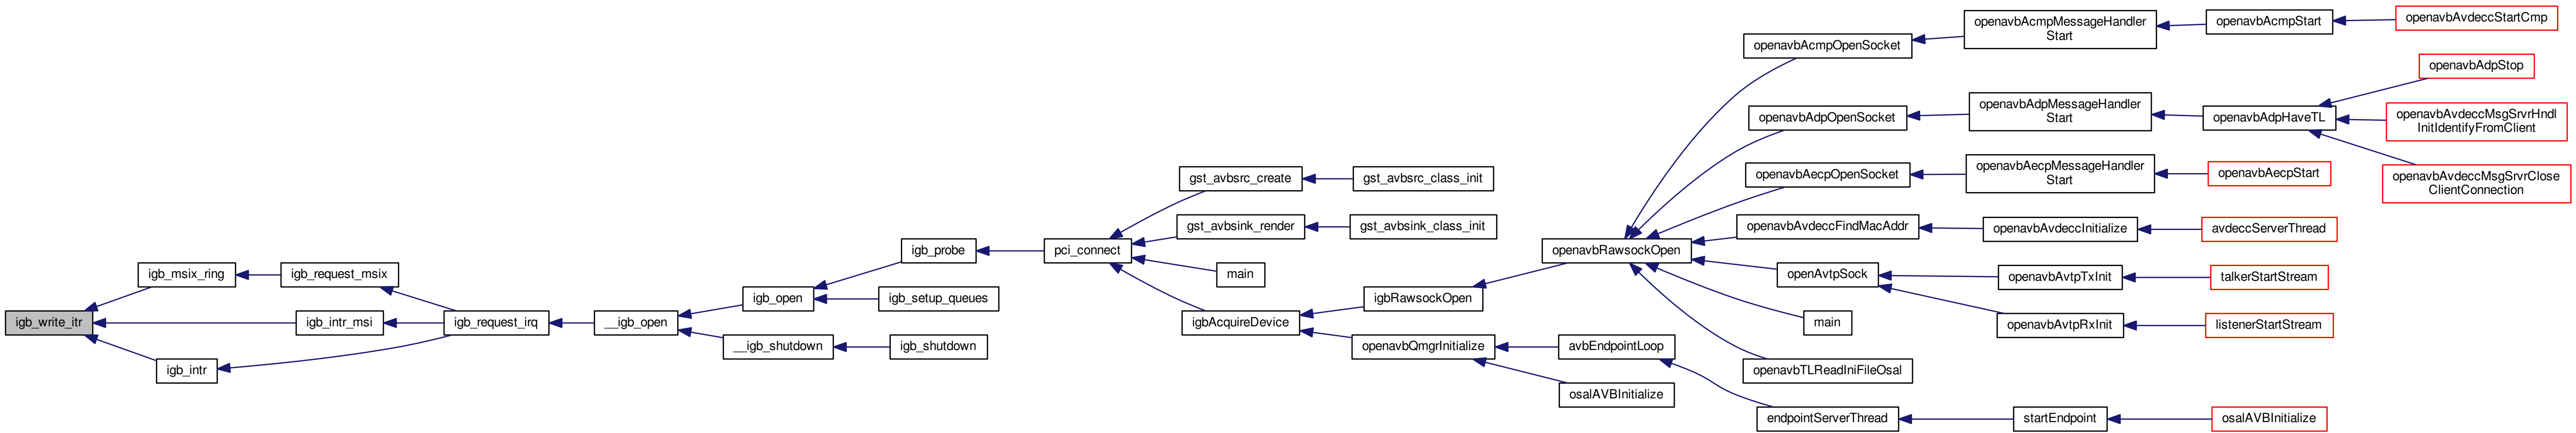 igb_write_itr
igb_msix_ring
igb_intr_msi
igb_intr
igb_request_msix
igb_request_irq
__igb_open
igb_open
__igb_shutdown
igb_probe
igb_setup_queues
igb_shutdown
pci_connect
gst_avbsrc_create
gst_avbsink_render
main
igbAcquireDevice
gst_avbsrc_class_init
gst_avbsink_class_init
igbRawsockOpen
openavbQmgrInitialize
openavbRawsockOpen
avbEndpointLoop
osalAVBInitialize
openavbAcmpOpenSocket
openavbAdpOpenSocket
openavbAecpOpenSocket
openavbAvdeccFindMacAddr
openAvtpSock
main
openavbTLReadIniFileOsal
endpointServerThread
openavbAcmpMessageHandler
Start
openavbAdpMessageHandler
Start
openavbAecpMessageHandler
Start
openavbAvdeccInitialize
openavbAvtpTxInit
openavbAvtpRxInit
startEndpoint
openavbAcmpStart
openavbAdpHaveTL
openavbAecpStart
avdeccServerThread
talkerStartStream
listenerStartStream
osalAVBInitialize
openavbAvdeccStartCmp
openavbAdpStop
openavbAvdeccMsgSrvrHndl
InitIdentifyFromClient
openavbAvdeccMsgSrvrClose
ClientConnection